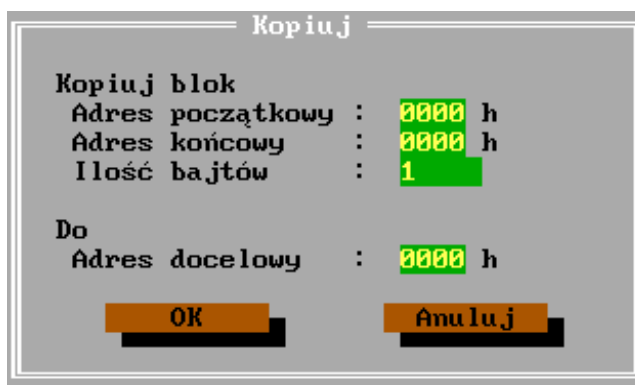 Kopiuj
Kopiuj blok
Adres początkowy : 0000 h
Adres końcowy : 0000 h
Ilość bajtów : 1
Do
Adres docelowy : 0000 h
OK Anuluj